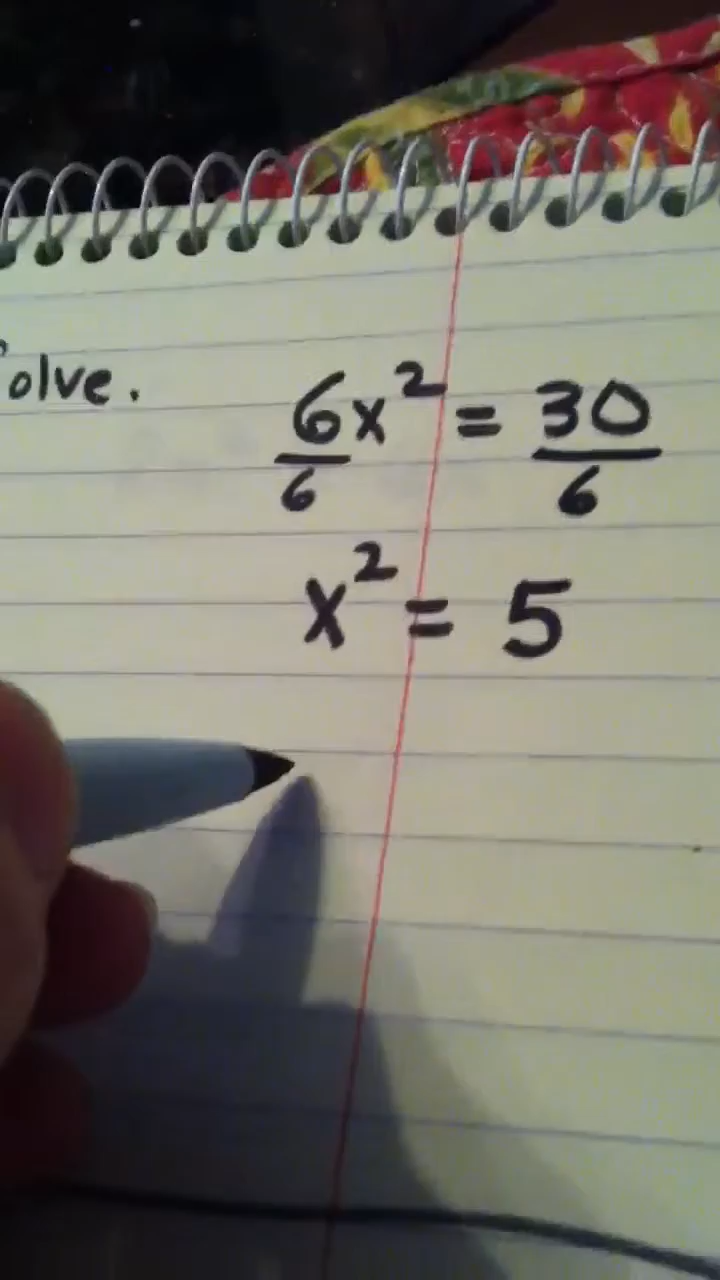 olve.
6x² = 30
6 6
x² = 5